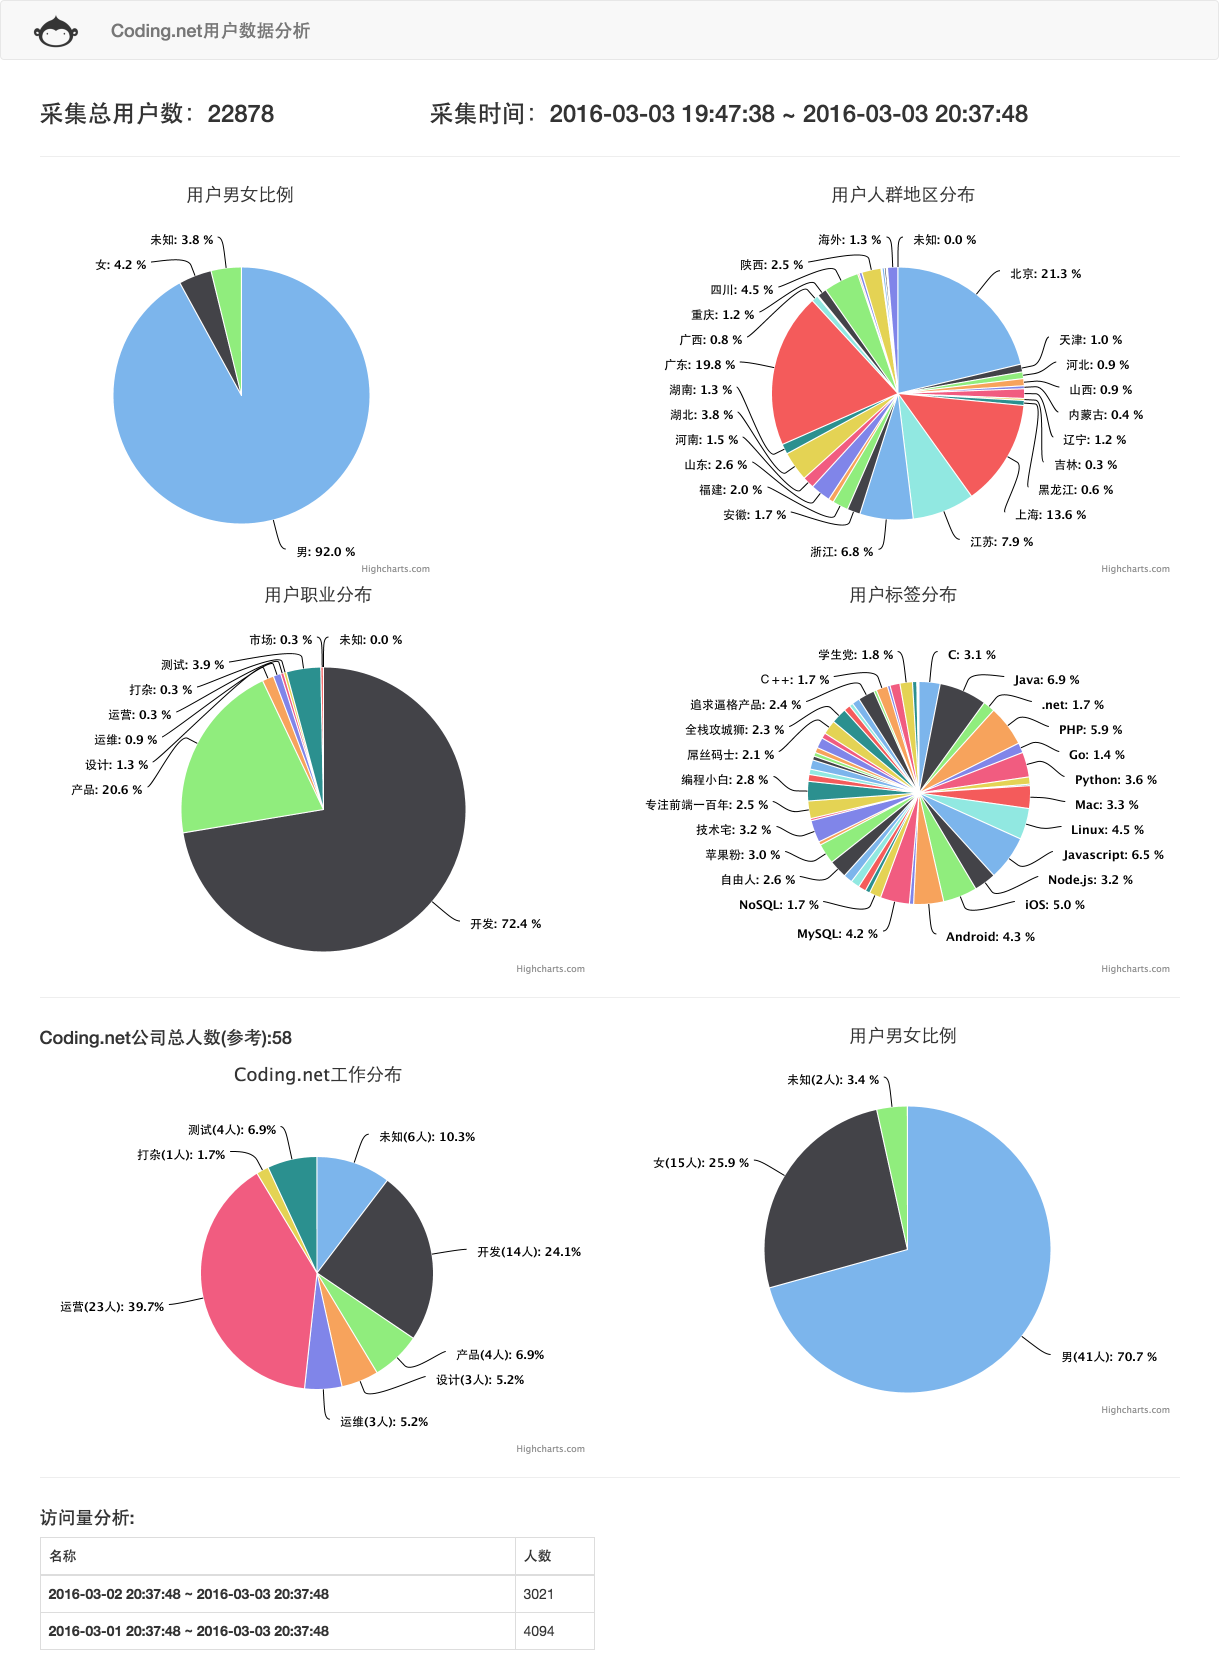 Coding.net用户数据分析
采集总用户数：22878
采集时间：2016-03-03 19:47:38 ~ 2016-03-03 20:37:48
用户男女比例
未知: 3.8 %
女: 4.2 %
男: 92.0 %
Highcharts.com
用户人群地区分布
海外: 1.3 %
未知: 0.0 %
陕西: 2.5 %
北京: 21.3 %
四川: 4.5 %
重庆: 1.2 %
广西: 0.8 %
天津: 1.0 %
广东: 19.8 %
河北: 0.9 %
湖南: 1.3 %
山西: 0.9 %
湖北: 3.8 %
内蒙古: 0.4 %
河南: 1.5 %
辽宁: 1.2 %
山东: 2.6 %
吉林: 0.3 %
福建: 2.0 %
黑龙江: 0.6 %
安徽: 1.7 %
上海: 13.6 %
浙江: 6.8 %
江苏: 7.9 %
Highcharts.com
用户职业分布
市场: 0.3 %
未知: 0.0 %
测试: 3.9 %
打杂: 0.3 %
运营: 0.3 %
运维: 0.9 %
设计: 1.3 %
产品: 20.6 %
开发: 72.4 %
Highcharts.com
用户标签分布
学生党: 1.8 %
C: 3.1 %
C++: 1.7 %
Java: 6.9 %
追求逼格产品: 2.4 %
.net: 1.7 %
全栈攻城狮: 2.3 %
PHP: 5.9 %
屌丝码士: 2.1 %
Go: 1.4 %
编程小白: 2.8 %
Python: 3.6 %
专注前端一百年: 2.5 %
Mac: 3.3 %
技术宅: 3.2 %
Linux: 4.5 %
苹果粉: 3.0 %
Javascript: 6.5 %
自由人: 2.6 %
Node.js: 3.2 %
NoSQL: 1.7 %
iOS: 5.0 %
MySQL: 4.2 %
Android: 4.3 %
Highcharts.com
Coding.net公司总人数(参考):58
Coding.net工作分布
测试(4人): 6.9%
未知(6人): 10.3%
打杂(1人): 1.7%
开发(14人): 24.1%
运营(23人): 39.7%
产品(4人): 6.9%
设计(3人): 5.2%
运维(3人): 5.2%
Highcharts.com
用户男女比例
未知(2人): 3.4 %
女(15人): 25.9 %
男(41人): 70.7 %
Highcharts.com
访问量分析:
名称 人数
2016-03-02 20:37:48 ~ 2016-03-03 20:37:48 3021
2016-03-01 20:37:48 ~ 2016-03-03 20:37:48 4094